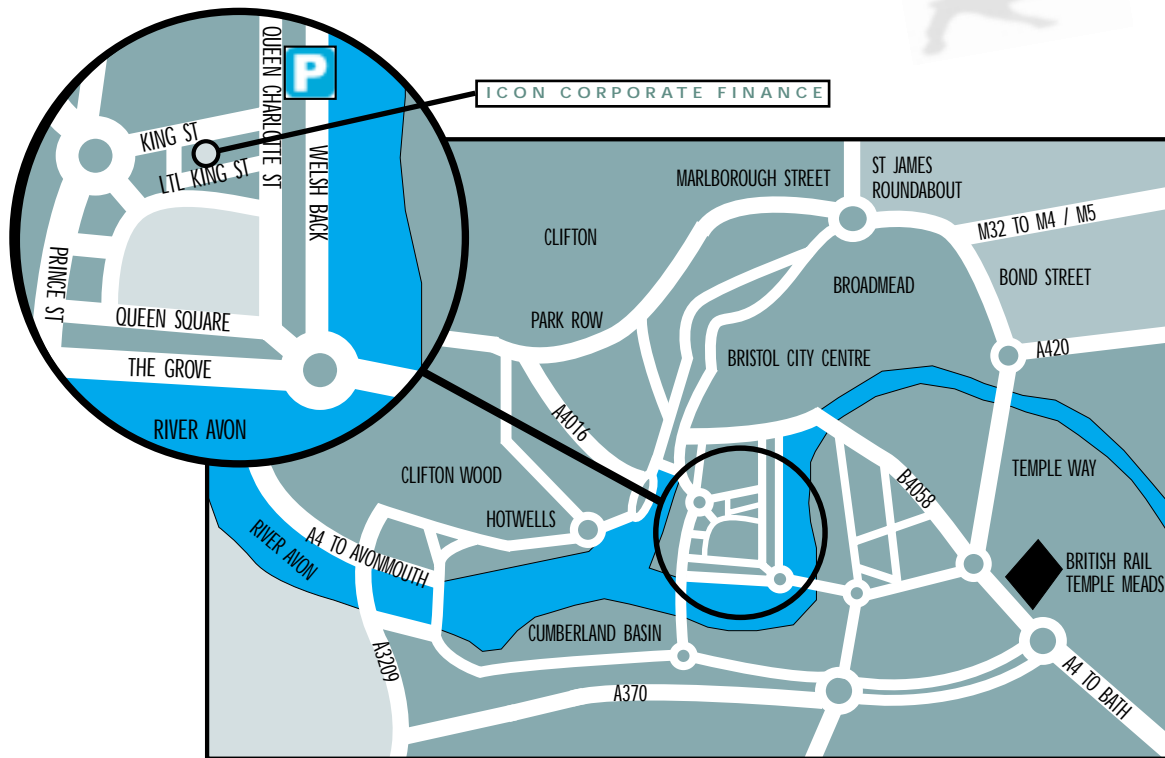 QUEEN CHARLOTTE ST
P
ICON CORPORATE FINANCE
KING ST
LTL KING ST
WELSH BACK
PRINCE ST
QUEEN SQUARE
THE GROVE
RIVER AVON
MARLBOROUGH STREET
ST JAMES
ROUNDABOUT
M32 TO M4 / M5
CLIFTON
BROADMEAD
BOND STREET
PARK ROW
BRISTOL CITY CENTRE
A420
A4016
CLIFTON WOOD
TEMPLE WAY
B4058
HOTWELLS
RIVER AVON
A4 TO AVONMOUTH
BRITISH RAIL
TEMPLE MEADS
CUMBERLAND BASIN
A3209
A370
A4 TO BATH